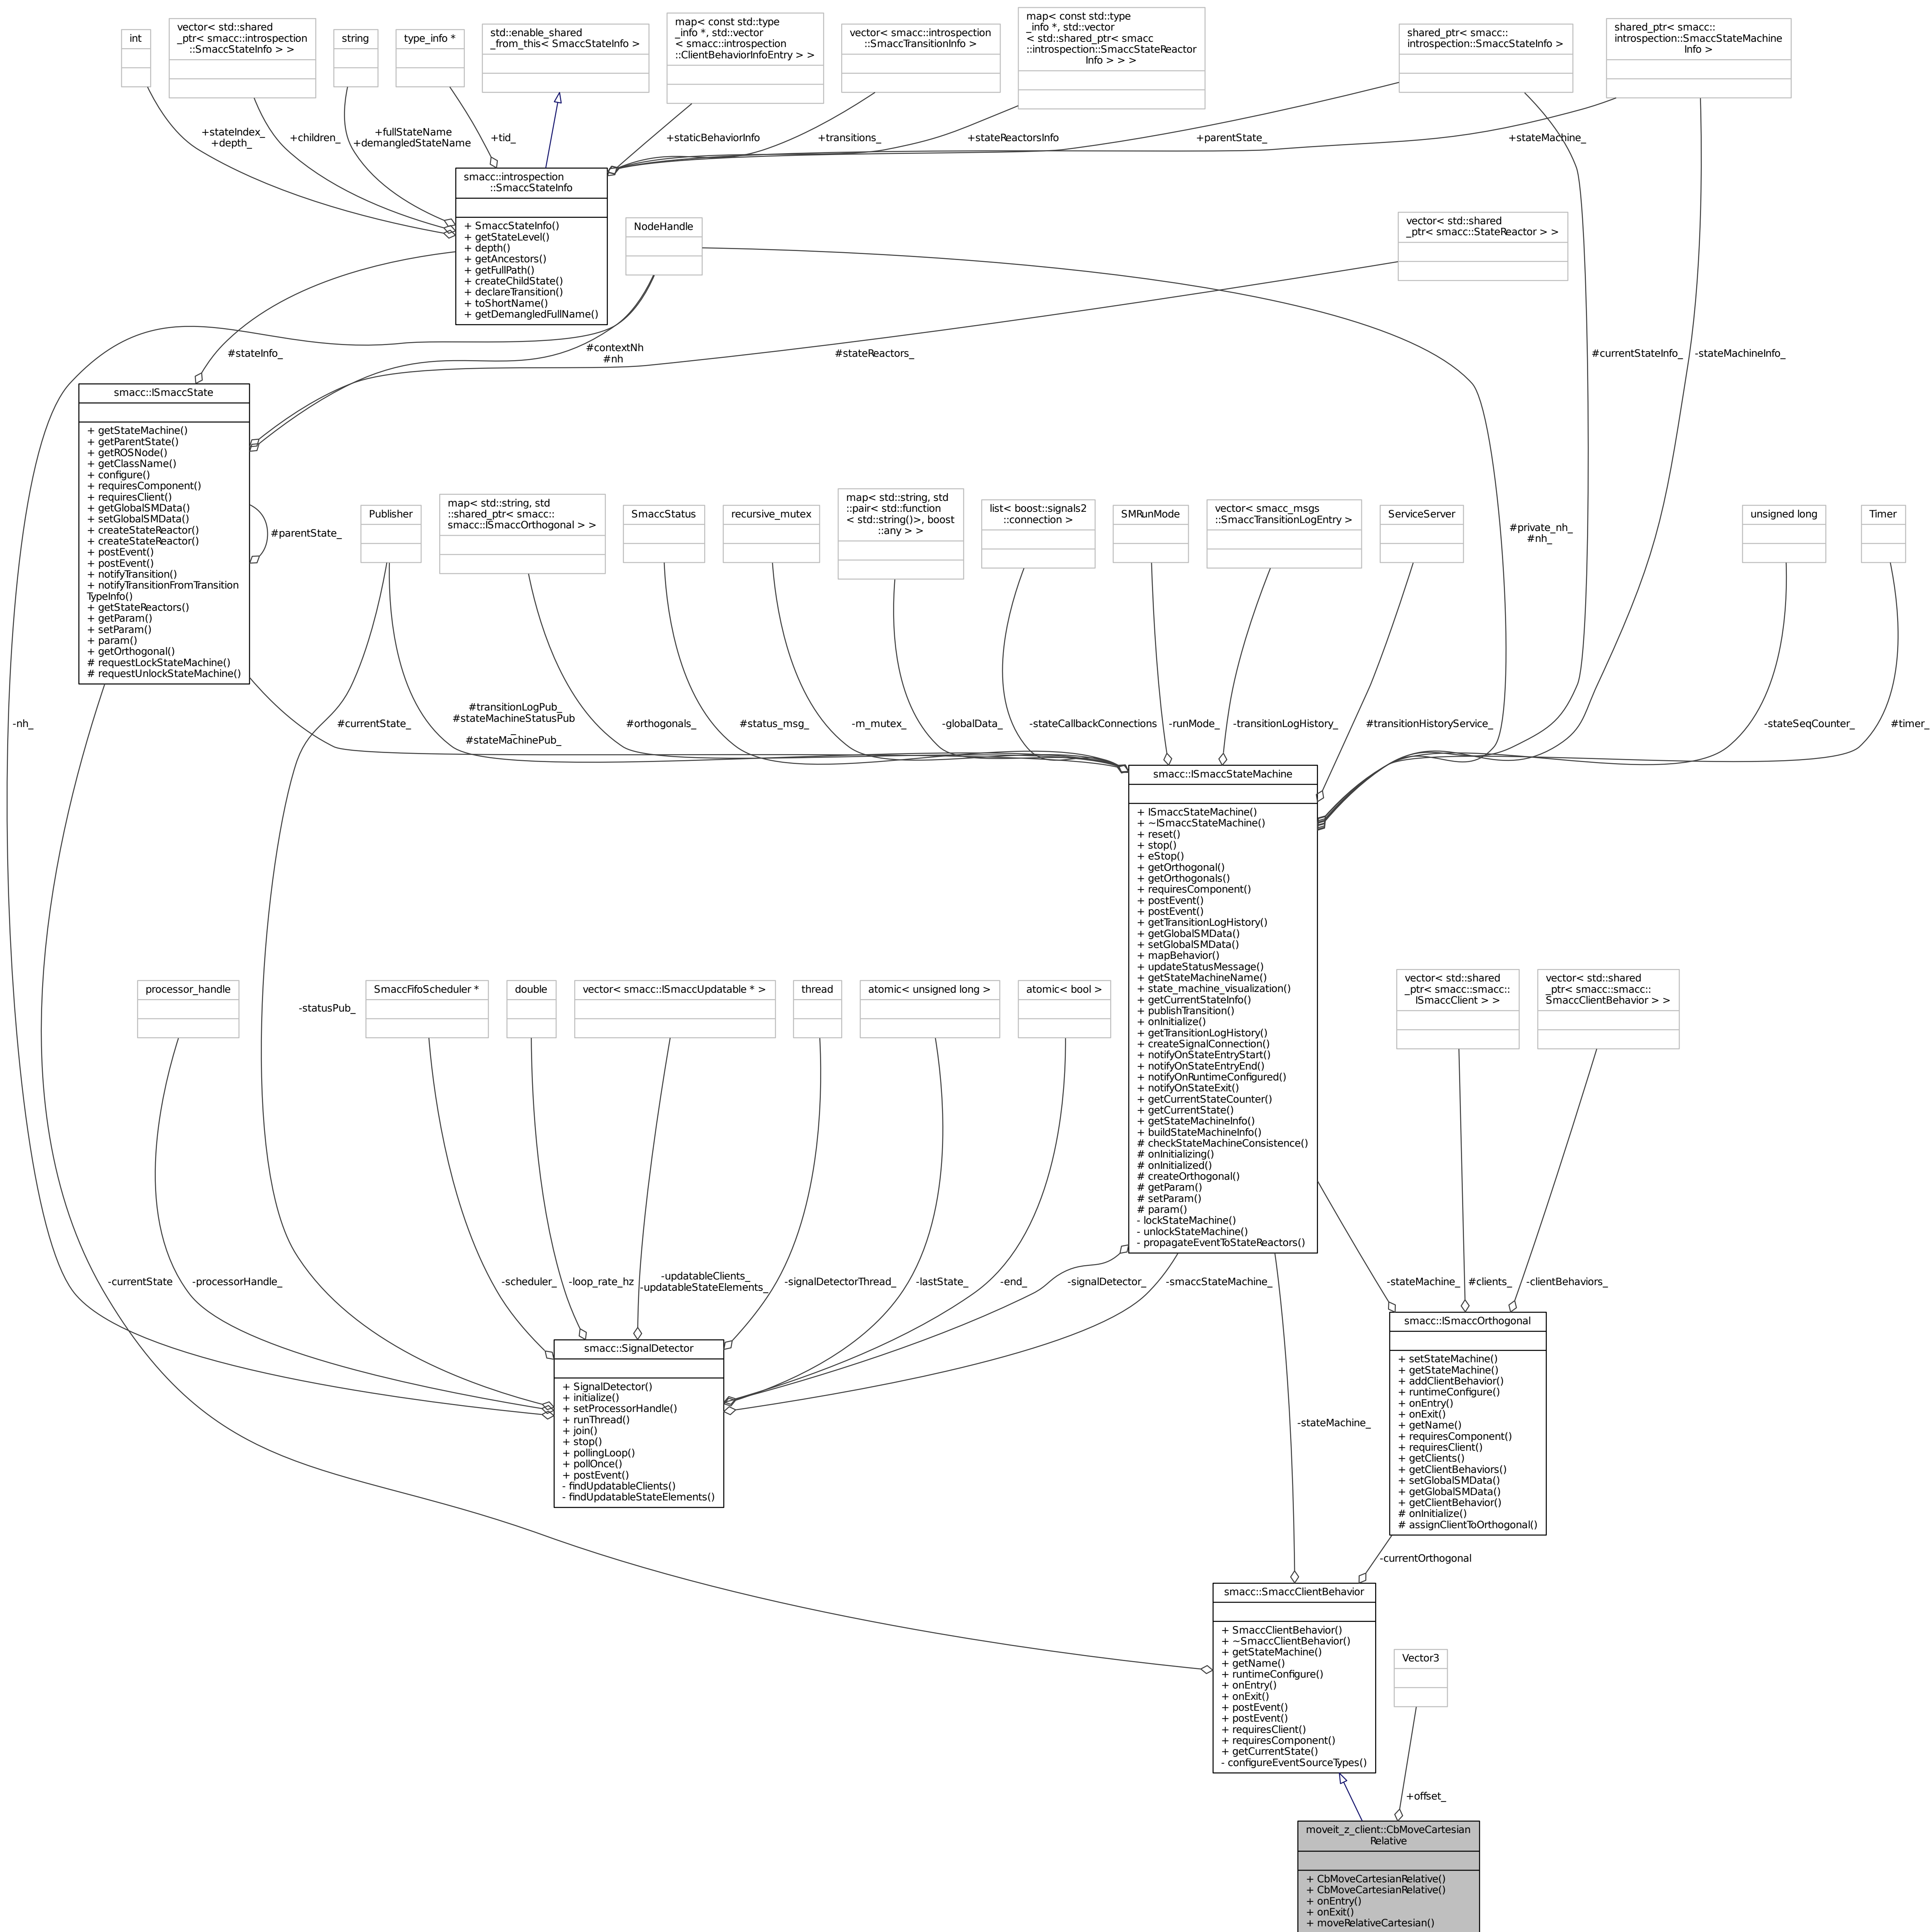 int
vector< std::shared
_ptr< smacc::introspection
::SmaccStateInfo > >
string
type_info *
std::enable_shared
_from_this< SmaccStateInfo >
map< const std::type
_info *, std::vector
< smacc::introspection
::ClientBehaviorInfoEntry > >
vector< smacc::introspection
::SmaccTransitionInfo >
map< const std::type
_info *, std::vector
< std::shared_ptr< smacc
::introspection::SmaccStateReactor
Info > > >
shared_ptr< smacc::
introspection::SmaccStateInfo >
shared_ptr< smacc::
introspection::SmaccStateMachine
Info >
+stateIndex_
+depth_
+children_
+fullStateName
+demangledStateName
+tid_
+staticBehaviorInfo
+transitions_
+stateReactorsInfo
+parentState_
+stateMachine_
smacc::introspection
::SmaccStateInfo
+ SmaccStateInfo()
+ getStateLevel()
+ depth()
+ getAncestors()
+ getFullPath()
+ createChildState()
+ declareTransition()
+ toShortName()
+ getDemangledFullName()
NodeHandle
vector< std::shared
_ptr< smacc::StateReactor > >
#stateInfo_
#contextNh
#nh
#stateReactors_
#currentStateInfo_
-stateMachineInfo_
smacc::ISmaccState
+ getStateMachine()
+ getParentState()
+ getROSNode()
+ getClassName()
+ configure()
+ requiresComponent()
+ requiresClient()
+ getGlobalSMData()
+ setGlobalSMData()
+ createStateReactor()
+ createStateReactor()
+ postEvent()
+ postEvent()
+ notifyTransition()
+ notifyTransitionFromTransition
TypeInfo()
+ getStateReactors()
+ getParam()
+ setParam()
+ param()
+ getOrthogonal()
# requestLockStateMachine()
# requestUnlockStateMachine()
#parentState_
Publisher
map< std::string, std
::shared_ptr< smacc::
smacc::ISmaccOrthogonal > >
SmaccStatus
recursive_mutex
map< std::string, std
::pair< std::function
< std::string()>, boost
::any > >
list< boost::signals2
::connection >
SMRunMode
vector< smacc_msgs
::SmaccTransitionLogEntry >
ServiceServer
#private_nh_
#nh_
unsigned long
Timer
-nh_
#currentState_
#transitionLogPub_
#stateMachineStatusPub
_
#stateMachinePub_
#orthogonals_
#status_msg_
-m_mutex_
-globalData_
-stateCallbackConnections
-runMode_
-transitionLogHistory_
#transitionHistoryService_
-stateSeqCounter_
#timer_
smacc::ISmaccStateMachine
+ ISmaccStateMachine()
+ ~ISmaccStateMachine()
+ reset()
+ stop()
+ eStop()
+ getOrthogonal()
+ getOrthogonals()
+ requiresComponent()
+ postEvent()
+ postEvent()
+ getTransitionLogHistory()
+ getGlobalSMData()
+ setGlobalSMData()
+ mapBehavior()
+ updateStatusMessage()
+ getStateMachineName()
+ state_machine_visualization()
+ getCurrentStateInfo()
+ publishTransition()
+ onInitialize()
+ getTransitionLogHistory()
+ createSignalConnection()
+ notifyOnStateEntryStart()
+ notifyOnStateEntryEnd()
+ notifyOnRuntimeConfigured()
+ notifyOnStateExit()
+ getCurrentStateCounter()
+ getCurrentState()
+ getStateMachineInfo()
+ buildStateMachineInfo()
# checkStateMachineConsistence()
# onInitializing()
# onInitialized()
# createOrthogonal()
# getParam()
# setParam()
# param()
- lockStateMachine()
- unlockStateMachine()
- propagateEventToStateReactors()
processor_handle
-statusPub_
SmaccFifoScheduler *
double
vector< smacc::ISmaccUpdatable * >
thread
atomic< unsigned long >
atomic< bool >
vector< std::shared
_ptr< smacc::smacc::
ISmaccClient > >
vector< std::shared
_ptr< smacc::smacc::
SmaccClientBehavior > >
-currentState
-processorHandle_
-scheduler_
-loop_rate_hz
-updatableClients_
-updatableStateElements_
-signalDetectorThread_
-lastState_
-end_
-signalDetector_
-smaccStateMachine_
-stateMachine_
#clients_
-clientBehaviors_
smacc::SignalDetector
+ SignalDetector()
+ initialize()
+ setProcessorHandle()
+ runThread()
+ join()
+ stop()
+ pollingLoop()
+ pollOnce()
+ postEvent()
- findUpdatableClients()
- findUpdatableStateElements()
-stateMachine_
smacc::ISmaccOrthogonal
+ setStateMachine()
+ getStateMachine()
+ addClientBehavior()
+ runtimeConfigure()
+ onEntry()
+ onExit()
+ getName()
+ requiresComponent()
+ requiresClient()
+ getClients()
+ getClientBehaviors()
+ setGlobalSMData()
+ getGlobalSMData()
+ getClientBehavior()
# onInitialize()
# assignClientToOrthogonal()
-currentOrthogonal
smacc::SmaccClientBehavior
+ SmaccClientBehavior()
+ ~SmaccClientBehavior()
+ getStateMachine()
+ getName()
+ runtimeConfigure()
+ onEntry()
+ onExit()
+ postEvent()
+ postEvent()
+ requiresClient()
+ requiresComponent()
+ getCurrentState()
- configureEventSourceTypes()
Vector3
+offset_
moveit_z_client::CbMoveCartesian
Relative
+ CbMoveCartesianRelative()
+ CbMoveCartesianRelative()
+ onEntry()
+ onExit()
+ moveRelativeCartesian()